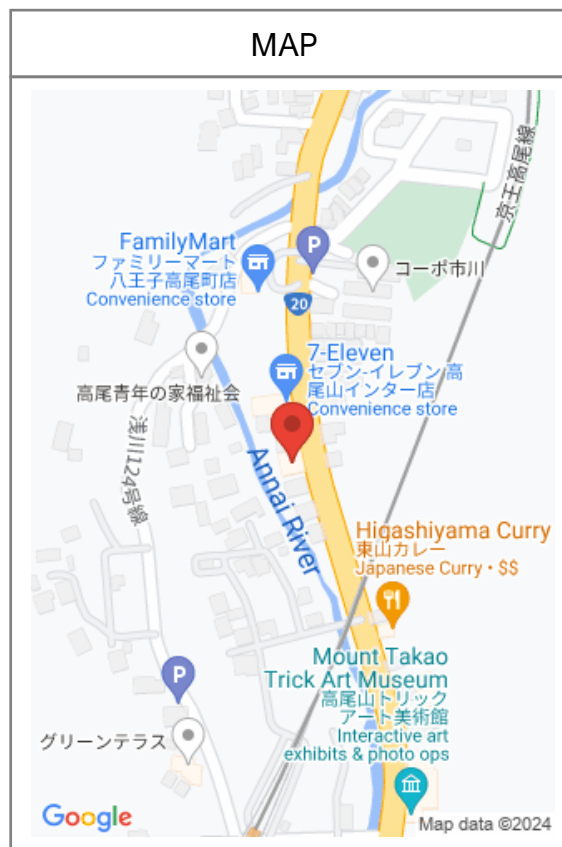 MAP
京王高尾線
P
FamilyMart
ファミリーマート
八王子高尾町店
Convenience store
コーポ市川
20
7-Eleven
セブン-イレブン 高
尾山インター店
Convenience store
高尾青年の家福祉会
浅川124号線
Annai River
Higashiyama Curry
東山カレー
Japanese Curry • $$
Mount Takao
Trick Art Museum
高尾山トリック
アート美術館
Interactive art
exhibits & photo ops
P
グリーンテラス
Google
Map data ©2024